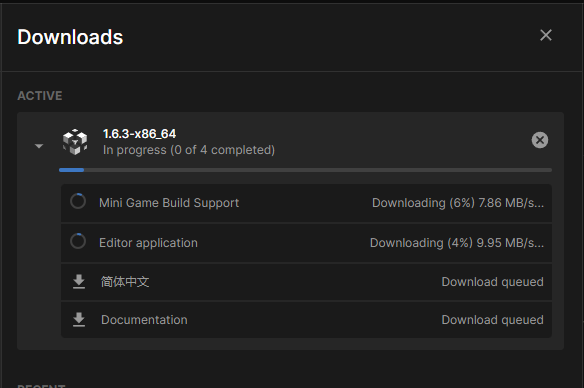 Downloads
ACTIVE
1.6.3-x86_64
In progress (0 of 4 completed)
Mini Game Build Support Downloading (6%) 7.86 MB/s...
Editor application Downloading (4%) 9.95 MB/s...
简体中文 Download queued
Documentation Download queued
RECENT